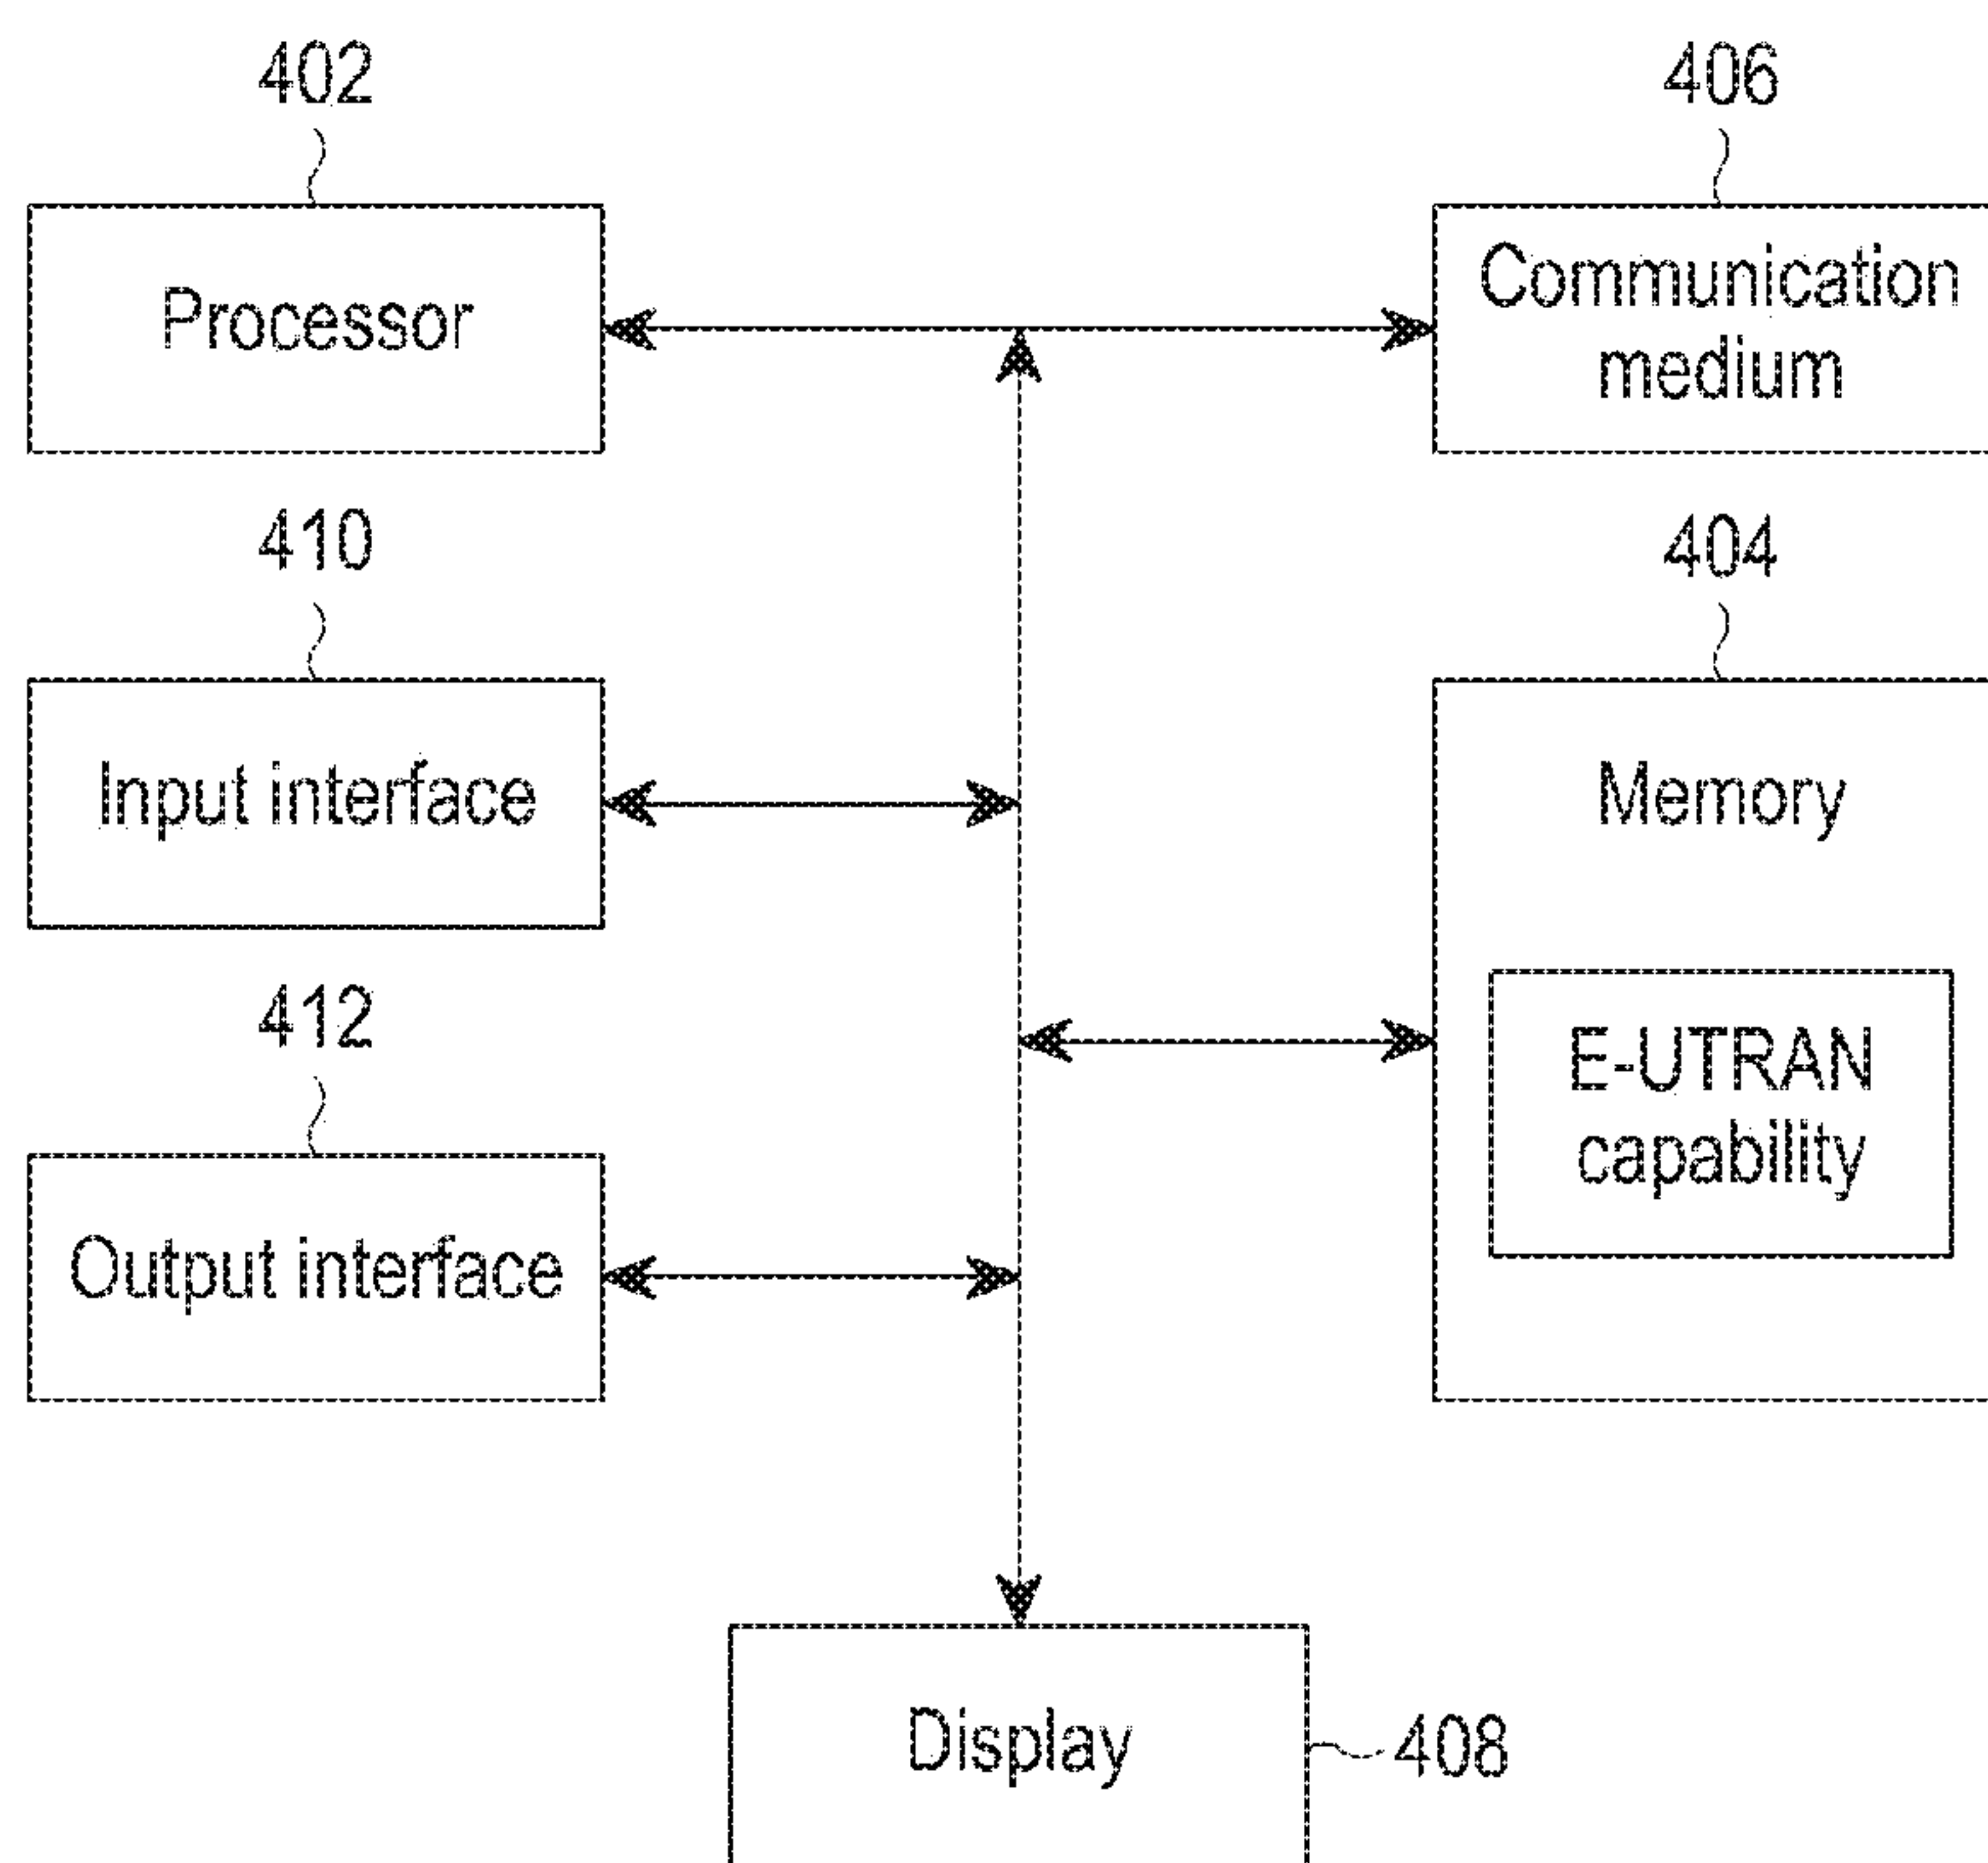 402
406
Processor
Communication
medium
410
404
Input interface
Memory
412
E-UTRAN
capability
Output interface
Display
408